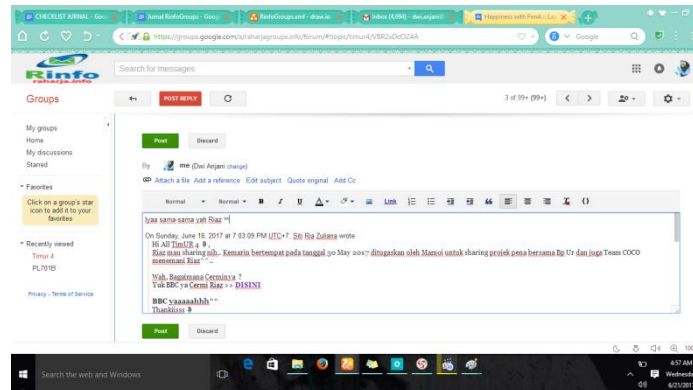 CHECKLIST JURNAL - Goo
Jurnal RinfoGroups - Goog
RinfoGroups.xml - draw.io
Inbox (4,694) - dwi.anjani@
Happiness with PenA :: Lo
https://groups.google.com/a/raharjagroups.info/forum/#!topic/timur4/V8R2xDcOZ4A
Google
Rinfo
raharja.info
Search for messages
Groups
POST REPLY
3 of 99+ (99+)
My groups
Home
My discussions
Starred
Favorites
Click on a group's star
icon to add it to your
favorites
Recently viewed
Timur 4
PL701B
Privacy - Terms of Service
Post Discard
By me (Dwi Anjani change)
Attach a file Add a reference Edit subject Quote original Add Cc
Normal Normal B I U A Link
Iyaa sama-sama yah Riaz ^^
On Sunday, June 18, 2017 at 7:03:09 PM UTC+7, Siti Ria Zuliana wrote:
Hi All TimUR 4 ,
Riaz mau sharing nih.. Kemarin bertempat pada tanggal 30 May 2017 ditugaskan oleh Mamoi untuk sharing projek pena bersama Bp Ur dan juga Team COCO
menemani Riaz^^..
Wah, Bagaimana Cerminya ?
Yuk BBC ya Cermi Riaz >> DISINI
BBC yaaaaahhh^^
Thankiisss
Post Discard
100
Search the web and Windows
4:57 AM
Wednesda
6/21/201